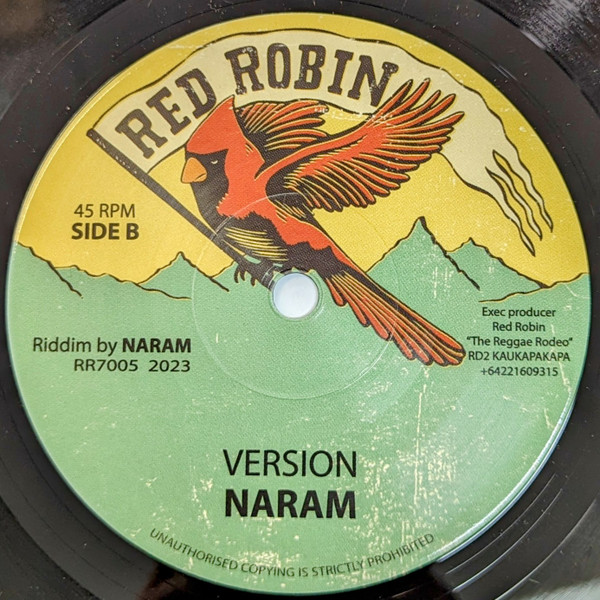 RED ROBIN
45 RPM
SIDE B
Riddim by NARAM
RR7005 2023
Exec producer
Red Robin
"The Reggae Rodeo"
RD2 KAUKAPAKAPA
+64221609315
VERSION
NARAM
UNAUTHORISED COPYING IS STRICTLY PROHIBITED